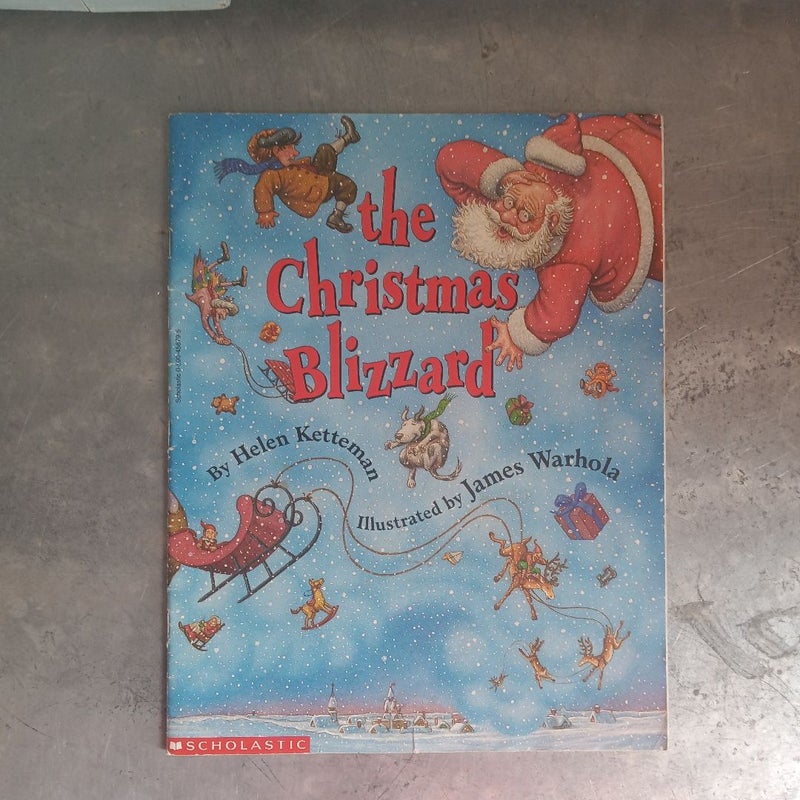 the
Christmas
Blizzard
By Helen Ketteman
Illustrated by James Warhola
SCHOLASTIC